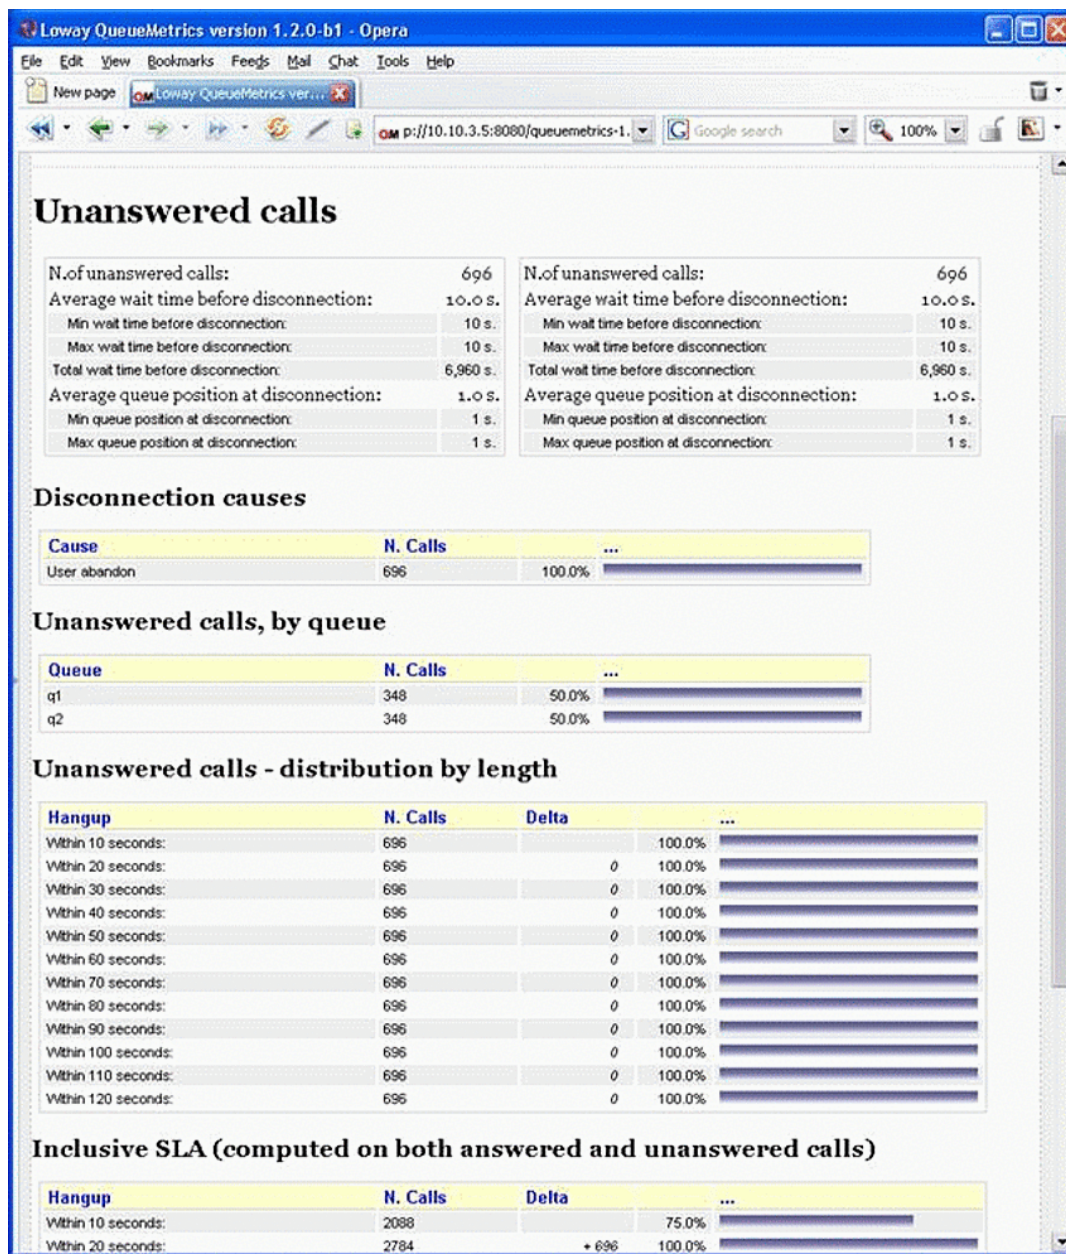 Loway QueueMetrics version 1.2.0-b1 - Opera
File Edit View Bookmarks Feeds Mail Chat Tools Help
New page Loway QueueMetrics ver...
p://10.10.3.5:8080/queuemetrics-1. Google search 100%
Unanswered calls
N.of unanswered calls: 696 N.of unanswered calls: 696
Average wait time before disconnection: 10.0 s. Average wait time before disconnection: 10.0 s.
Min wait time before disconnection: 10 s. Min wait time before disconnection: 10 s.
Max wait time before disconnection: 10 s. Max wait time before disconnection: 10 s.
Total wait time before disconnection: 6,960 s. Total wait time before disconnection: 6,960 s.
Average queue position at disconnection: 1.0 s. Average queue position at disconnection: 1.0 s.
Min queue position at disconnection: 1 s. Min queue position at disconnection: 1 s.
Max queue position at disconnection: 1 s. Max queue position at disconnection: 1 s.
Disconnection causes
Cause N. Calls ...
User abandon 696 100.0%
Unanswered calls, by queue
Queue N. Calls ...
q1 348 50.0%
q2 348 50.0%
Unanswered calls - distribution by length
Hangup N. Calls Delta ...
Within 10 seconds: 696 100.0%
Within 20 seconds: 696 0 100.0%
Within 30 seconds: 696 0 100.0%
Within 40 seconds: 696 0 100.0%
Within 50 seconds: 696 0 100.0%
Within 60 seconds: 696 0 100.0%
Within 70 seconds: 696 0 100.0%
Within 80 seconds: 696 0 100.0%
Within 90 seconds: 696 0 100.0%
Within 100 seconds: 696 0 100.0%
Within 110 seconds: 696 0 100.0%
Within 120 seconds: 696 0 100.0%
Inclusive SLA (computed on both answered and unanswered calls)
Hangup N. Calls Delta ...
Within 10 seconds: 2088 75.0%
Within 20 seconds: 2784 + 696 100.0%